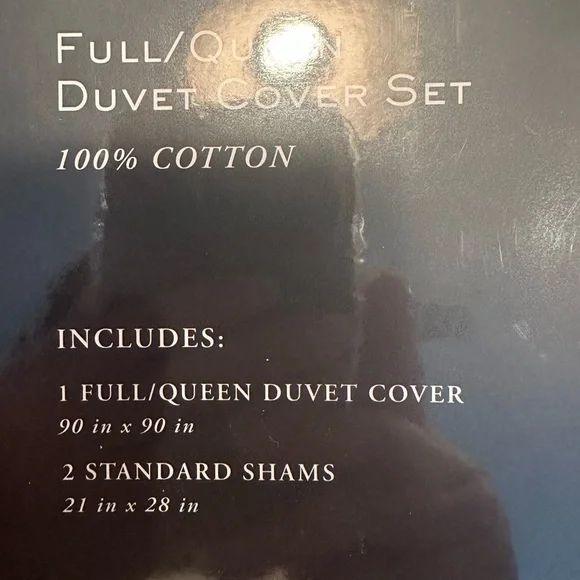 FULL/QUEEN
DUVET COVER SET
100% COTTON
INCLUDES:
1 FULL/QUEEN DUVET COVER
90 in x 90 in
2 STANDARD SHAMS
21 in x 28 in